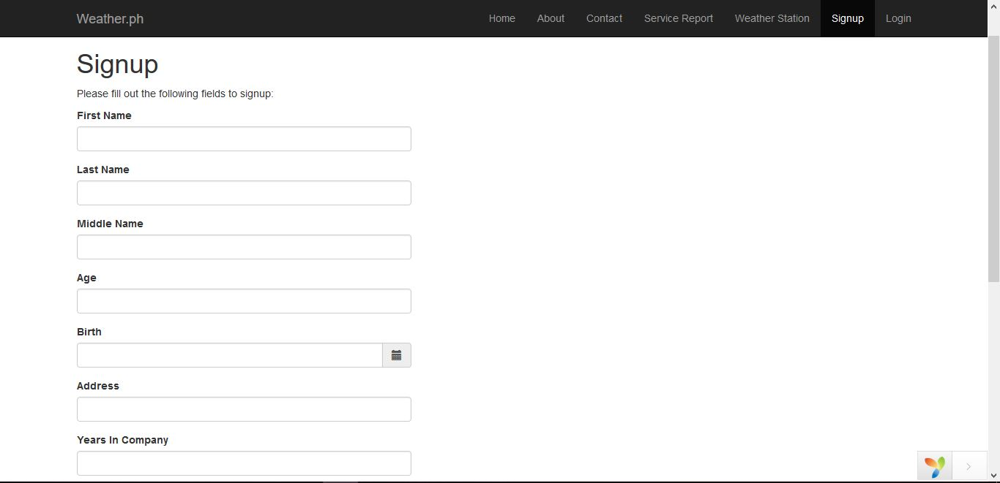 Weather.ph
Home About Contact Service Report Weather Station Signup Login
Signup
Please fill out the following fields to signup:
First Name
Last Name
Middle Name
Age
Birth
Address
Years In Company